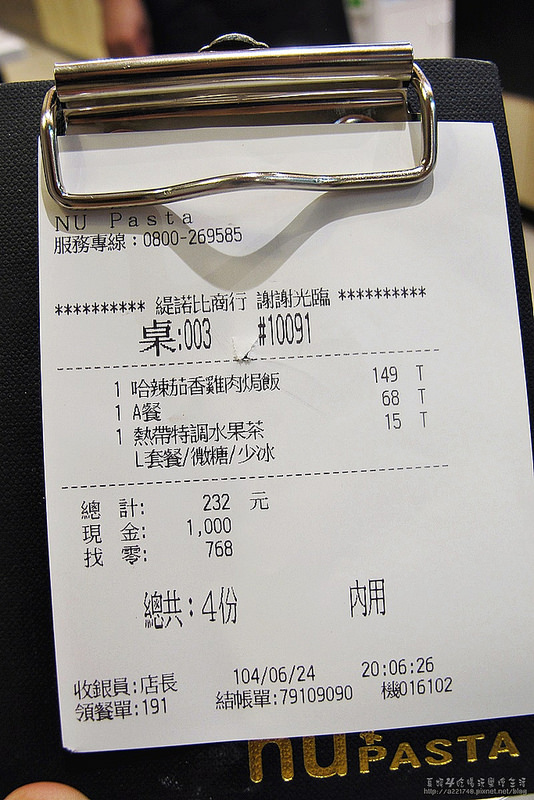 NU Pasta
服務專線：0800-269585
********** 緹諾比商行 謝謝光臨 **********
桌:003 #10091
1 哈辣茄香雞肉焗飯 149 T
1 A餐 68 T
1 熱帶特調水果茶 15 T
L套餐/微糖/少冰
總 計: 232 元
現 金: 1,000
找 零: 768
總共：4份 內用
收銀員:店長 104/06/24 20:06:26
領餐單:191 結帳單:79109090 機016102
nu PASTA
http://a221748.pixnet.net/blog